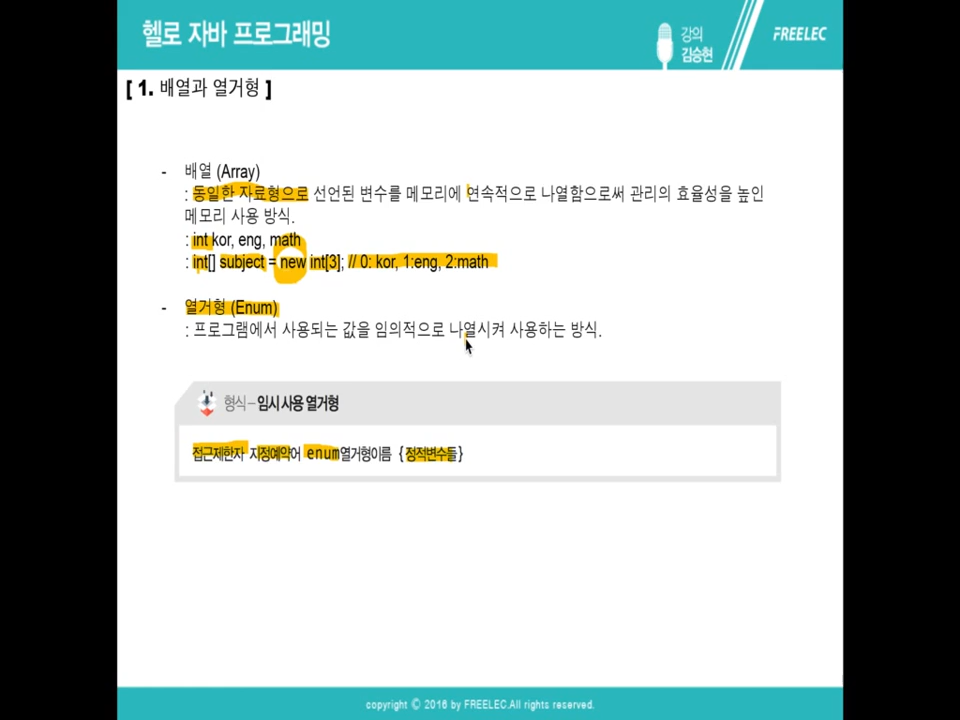 헬로 자바 프로그래밍
강의
김승현
FREELEC
[ 1. 배열과 열거형 ]
- 배열 (Array)
: 동일한 자료형으로 선언된 변수를 메모리에 연속적으로 나열함으로써 관리의 효율성을 높인
메모리 사용 방식.
: int kor, eng, math
: int[] subject = new int[3]; // 0: kor, 1:eng, 2:math
- 열거형 (Enum)
: 프로그램에서 사용되는 값을 임의적으로 나열시켜 사용하는 방식.
형식 – 임시 사용 열거형
접근제한자 지정예약어 enum열거형이름 {정적변수들}
copyright © 2016 by FREELEC.All rights reserved.